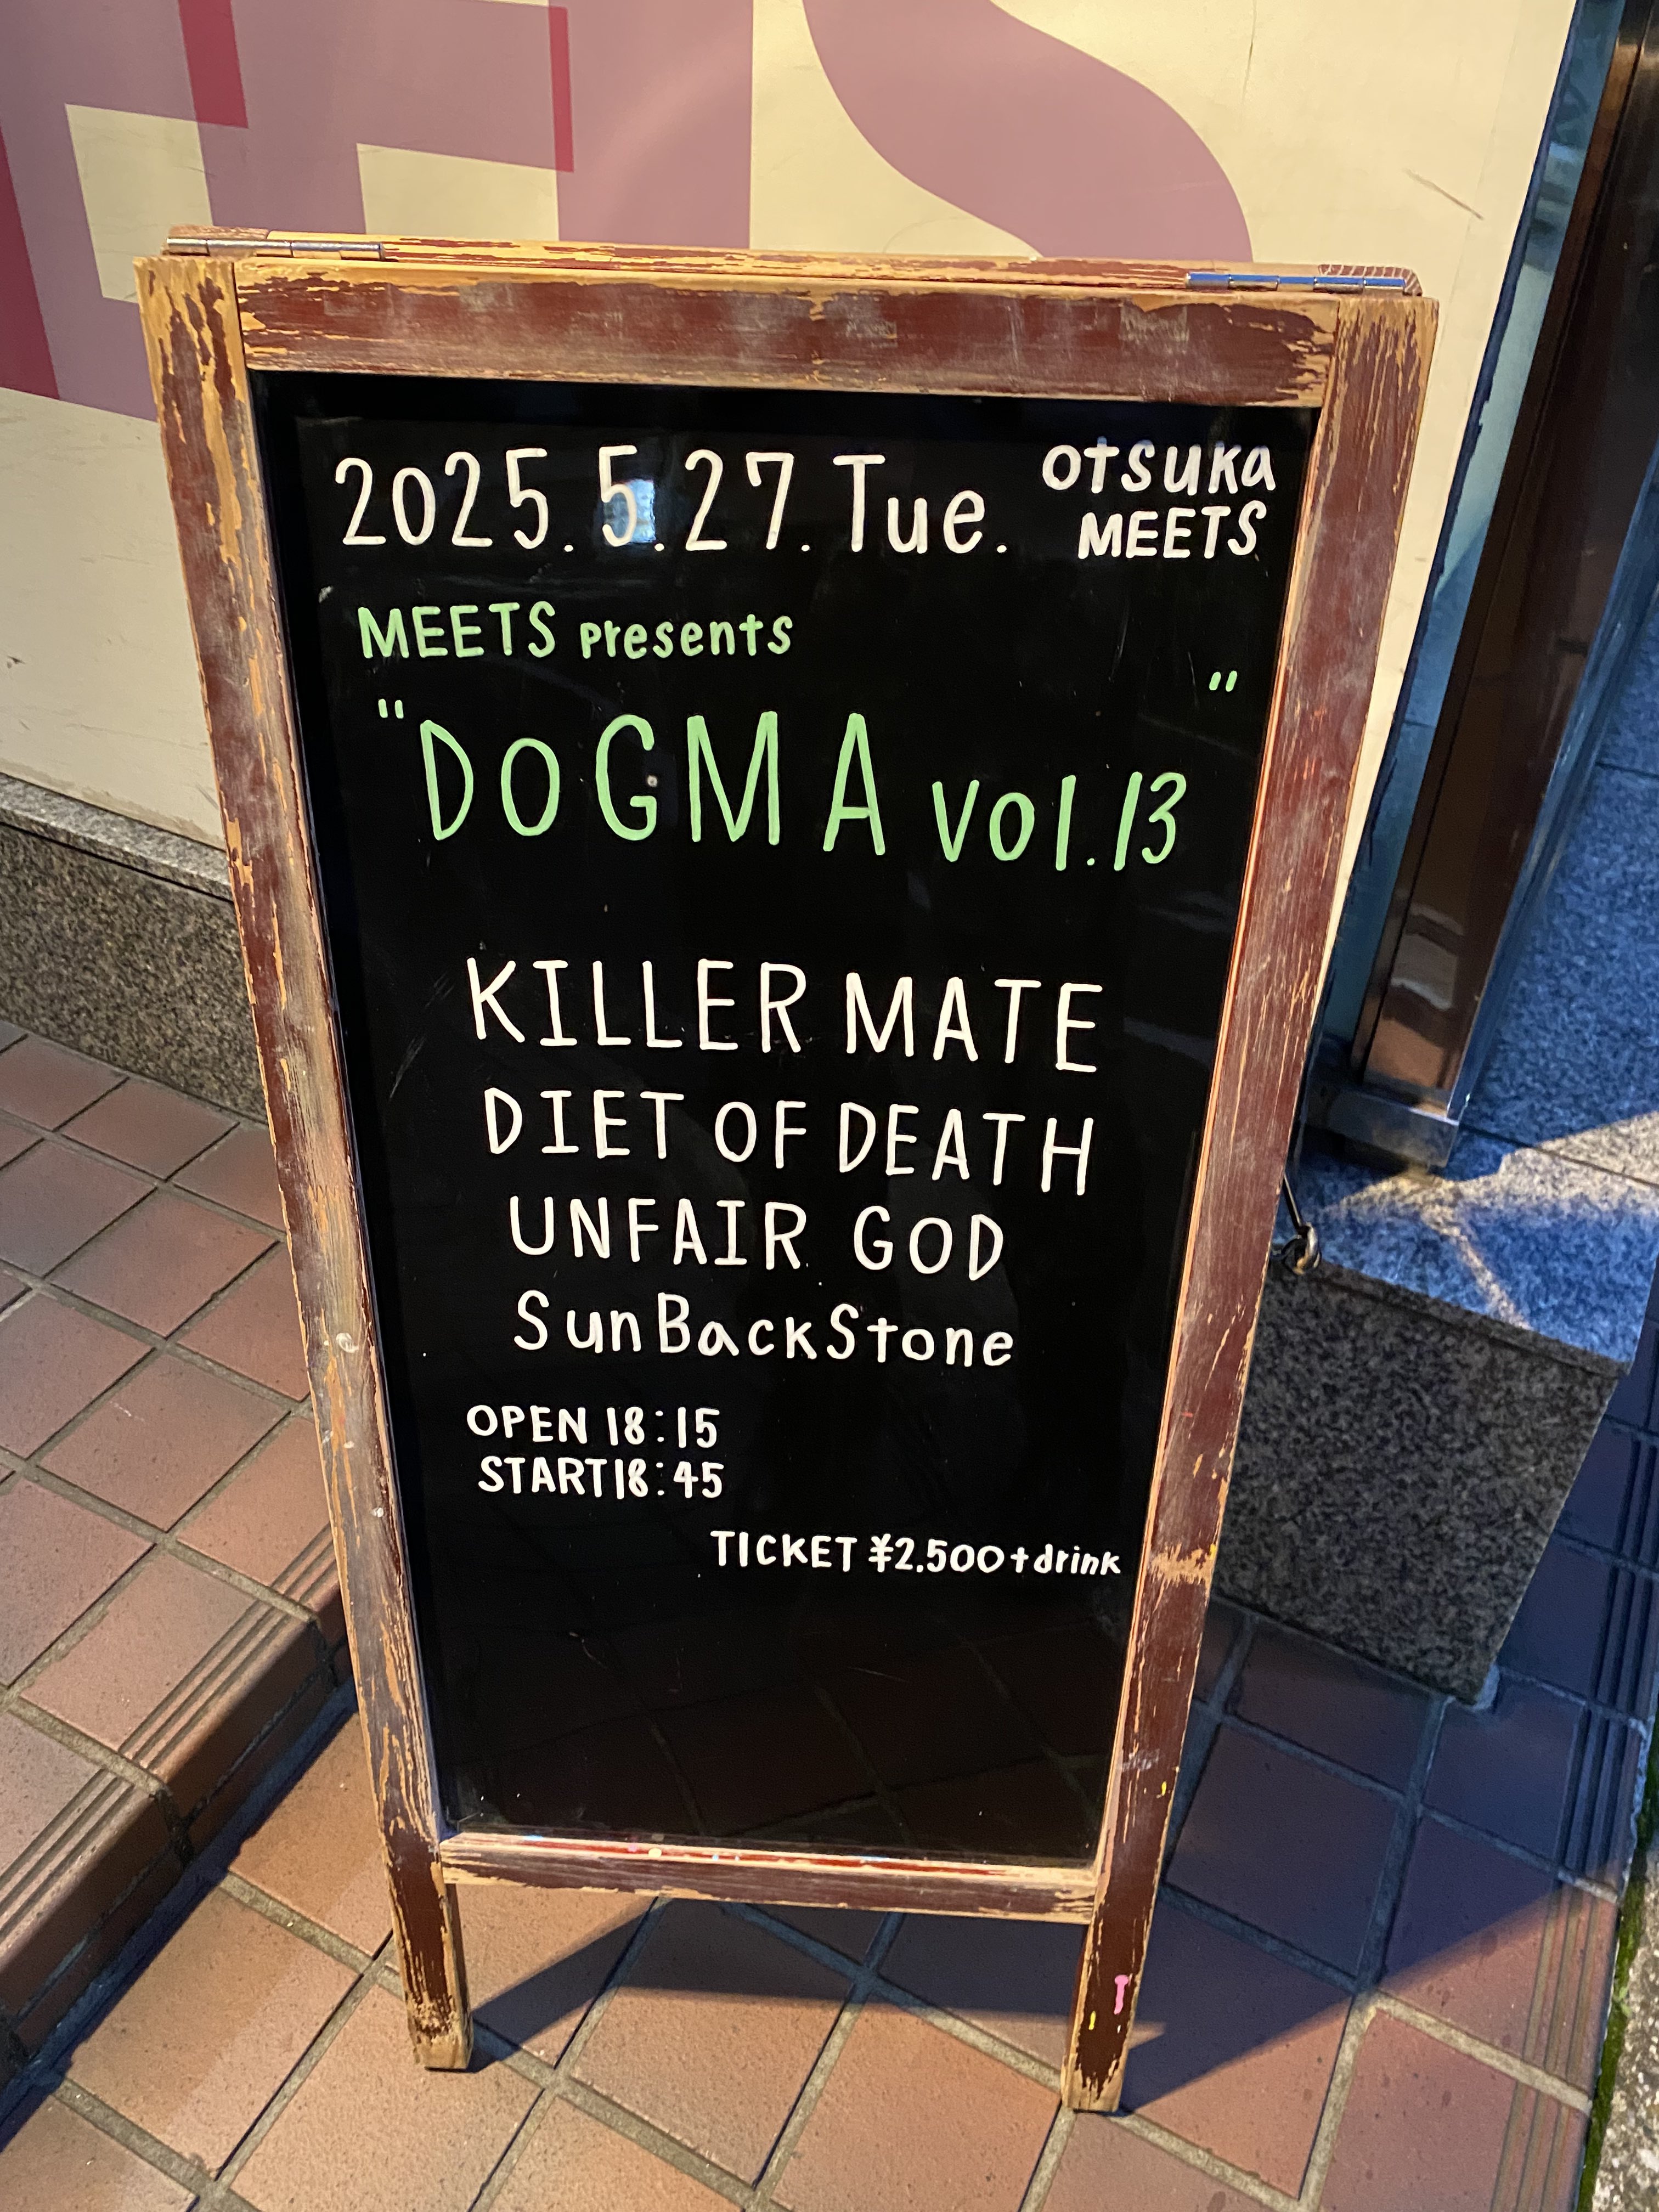 2025.5.27.Tue.
otsuka
MEETS
MEETS presents
"DOGMA vol.13"
KILLER MATE
DIET OF DEATH
UNFAIR GOD
SunBackStone
OPEN 18:15
START 18:45
TICKET ¥2.500+drink